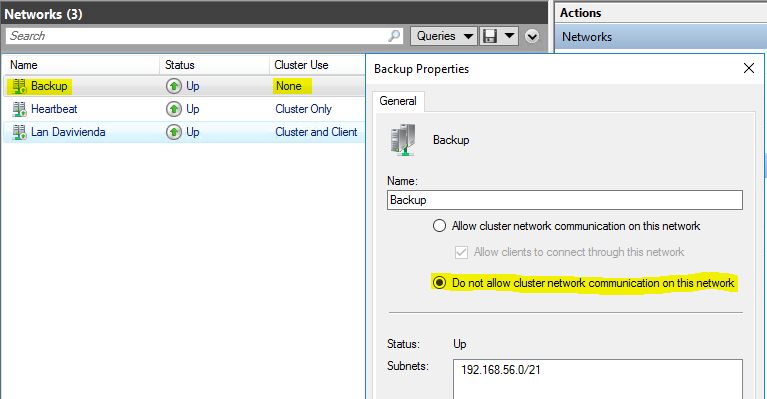 Networks (3)
Search
Queries
Name Status Cluster Use
Backup Up None
Heartbeat Up Cluster Only
Lan Davivienda Up Cluster and Client
Actions
Networks
Backup Properties
General
Backup
Name:
Backup
Allow cluster network communication on this network
Allow clients to connect through this network
Do not allow cluster network communication on this network
Status: Up
Subnets: 192.168.56.0/21